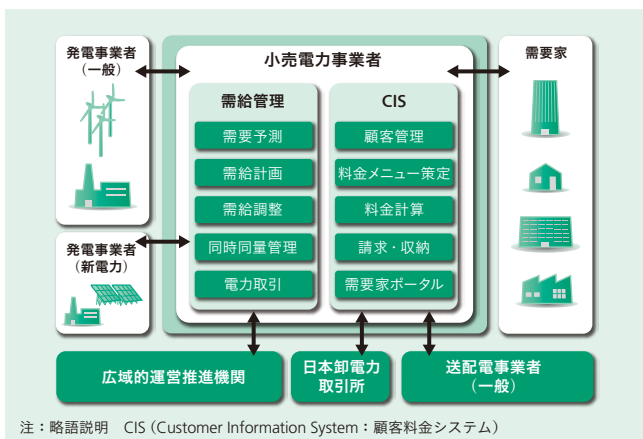 発電事業者
（一般）
発電事業者
（新電力）
小売電力事業者
需給管理
需要予測
需給計画
需給調整
同時同量管理
電力取引
CIS
顧客管理
料金メニュー策定
料金計算
請求・収納
需要家ポータル
需要家
広域的運営推進機関
日本卸電力
取引所
送配電事業者
（一般）
注：略語説明　CIS（Customer Information System：顧客料金システム）